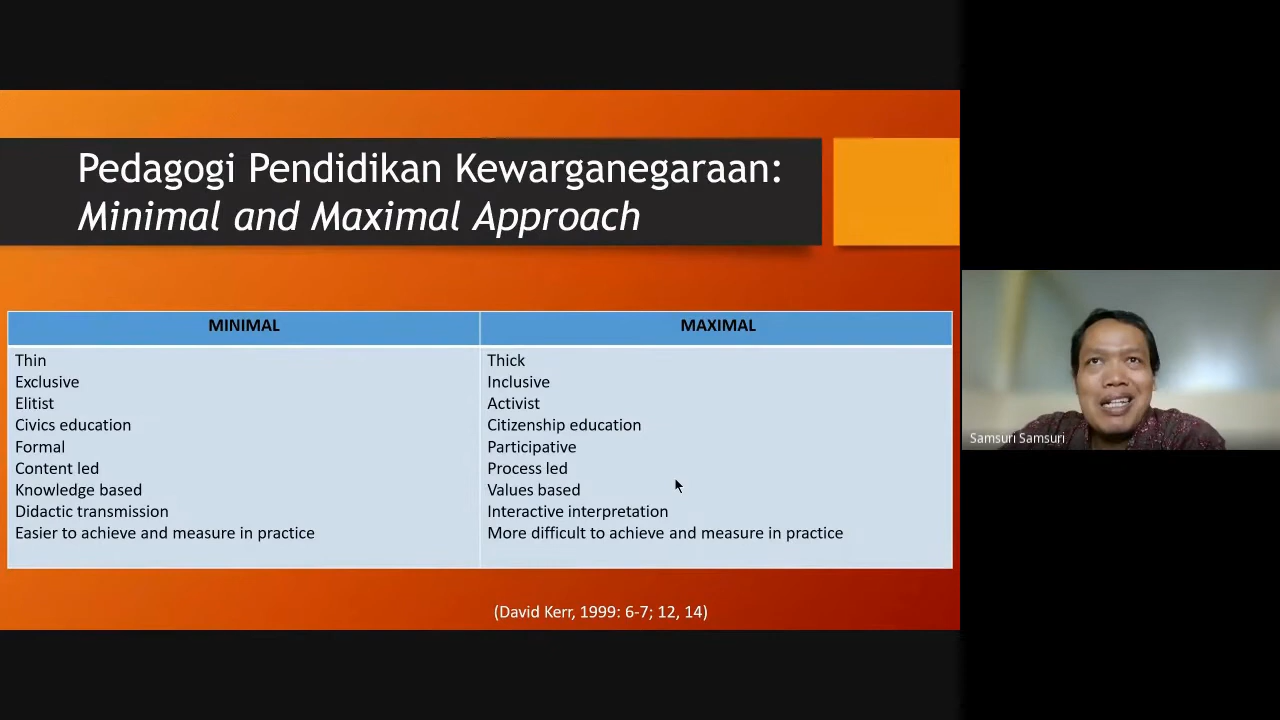 Pedagogi Pendidikan Kewarganegaraan:
Minimal and Maximal Approach
MINIMAL
Thin
Exclusive
Elitist
Civics education
Formal
Content led
Knowledge based
Didactic transmission
Easier to achieve and measure in practice
MAXIMAL
Thick
Inclusive
Activist
Citizenship education
Participative
Process led
Values based
Interactive interpretation
More difficult to achieve and measure in practice
(David Kerr, 1999: 6-7; 12, 14)
Samsuri Samsuri